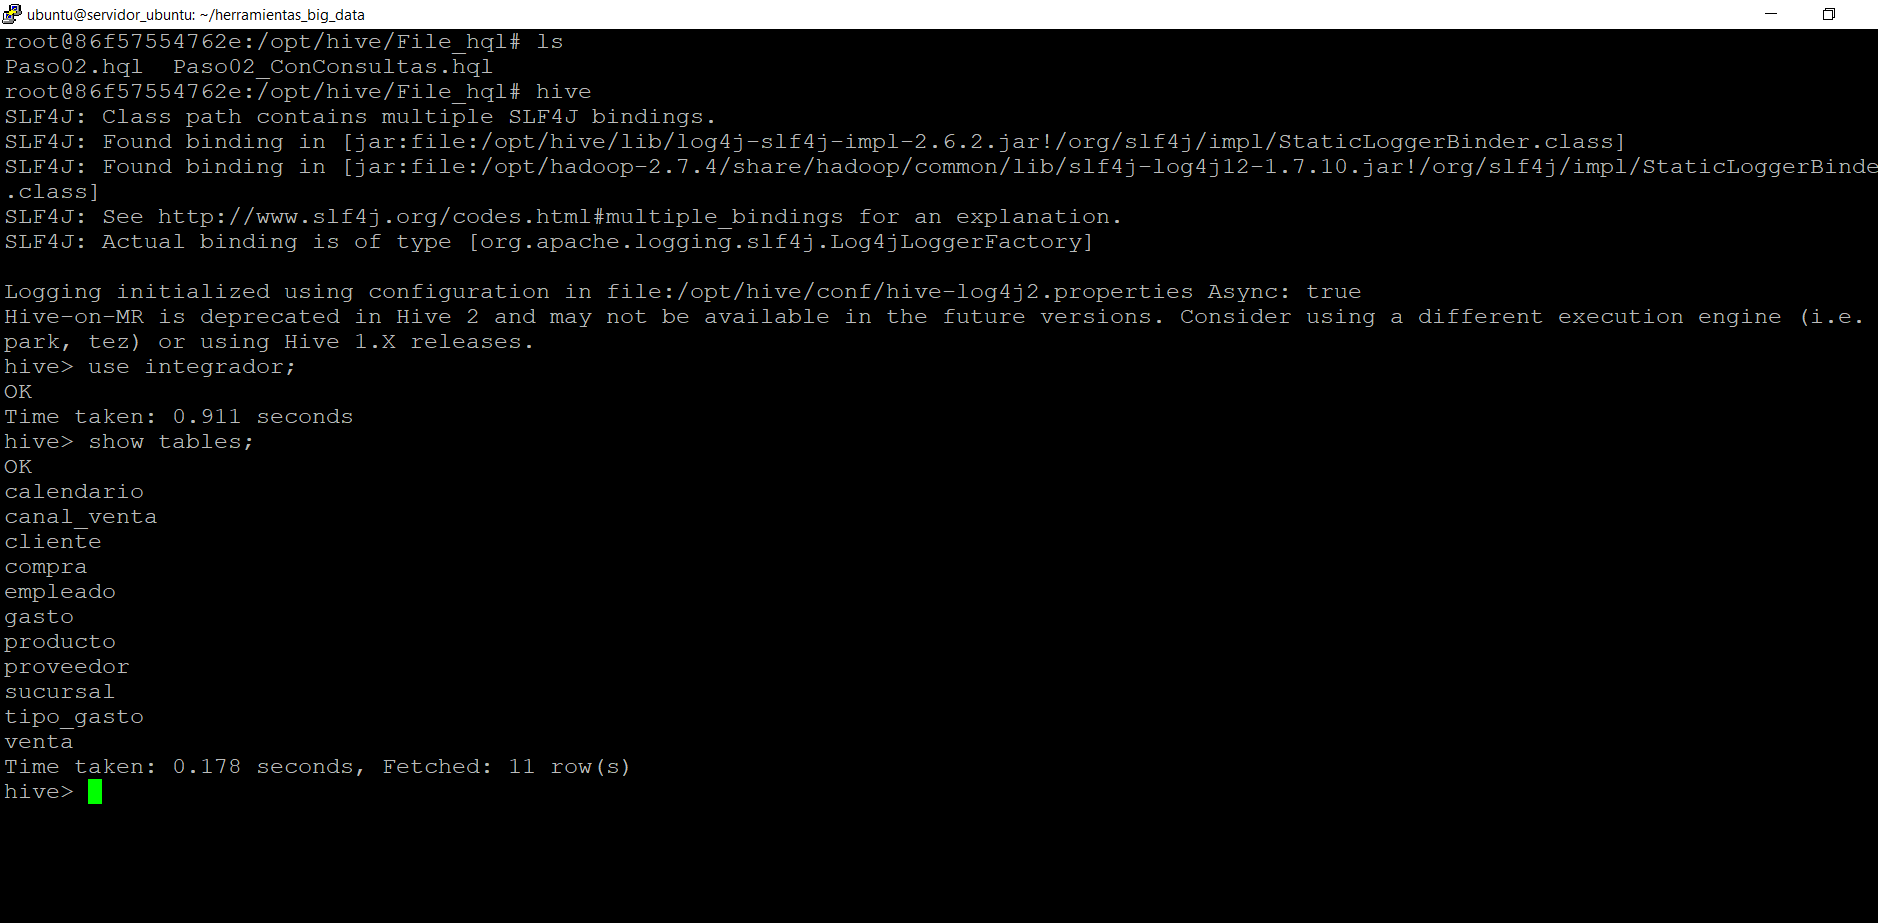 ubuntu@servidor_ubuntu: ~/herramientas_big_data
root@86f57554762e:/opt/hive/File_hql# ls
Paso02.hql  Paso02_ConConsultas.hql
root@86f57554762e:/opt/hive/File_hql# hive
SLF4J: Class path contains multiple SLF4J bindings.
SLF4J: Found binding in [jar:file:/opt/hive/lib/log4j-slf4j-impl-2.6.2.jar!/org/slf4j/impl/StaticLoggerBinder.class]
SLF4J: Found binding in [jar:file:/opt/hadoop-2.7.4/share/hadoop/common/lib/slf4j-log4j12-1.7.10.jar!/org/slf4j/impl/StaticLoggerBinde
.class]
SLF4J: See http://www.slf4j.org/codes.html#multiple_bindings for an explanation.
SLF4J: Actual binding is of type [org.apache.logging.slf4j.Log4jLoggerFactory]
Logging initialized using configuration in file:/opt/hive/conf/hive-log4j2.properties Async: true
Hive-on-MR is deprecated in Hive 2 and may not be available in the future versions. Consider using a different execution engine (i.e.
park, tez) or using Hive 1.X releases.
hive> use integrador;
OK
Time taken: 0.911 seconds
hive> show tables;
OK
calendario
canal_venta
cliente
compra
empleado
gasto
producto
proveedor
sucursal
tipo_gasto
venta
Time taken: 0.178 seconds, Fetched: 11 row(s)
hive>